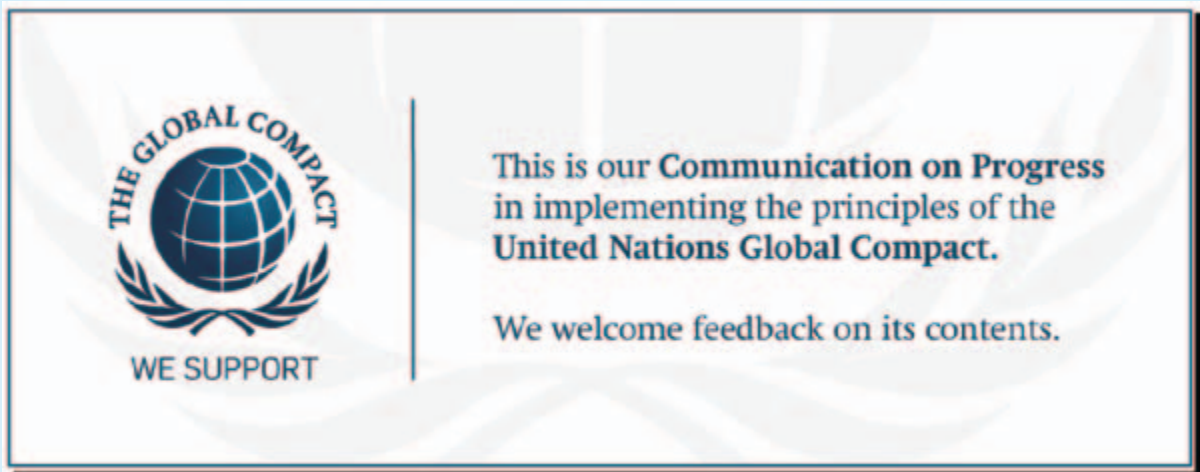 THE GLOBAL COMPACT
WE SUPPORT
This is our Communication on Progress
in implementing the principles of the
United Nations Global Compact.
We welcome feedback on its contents.